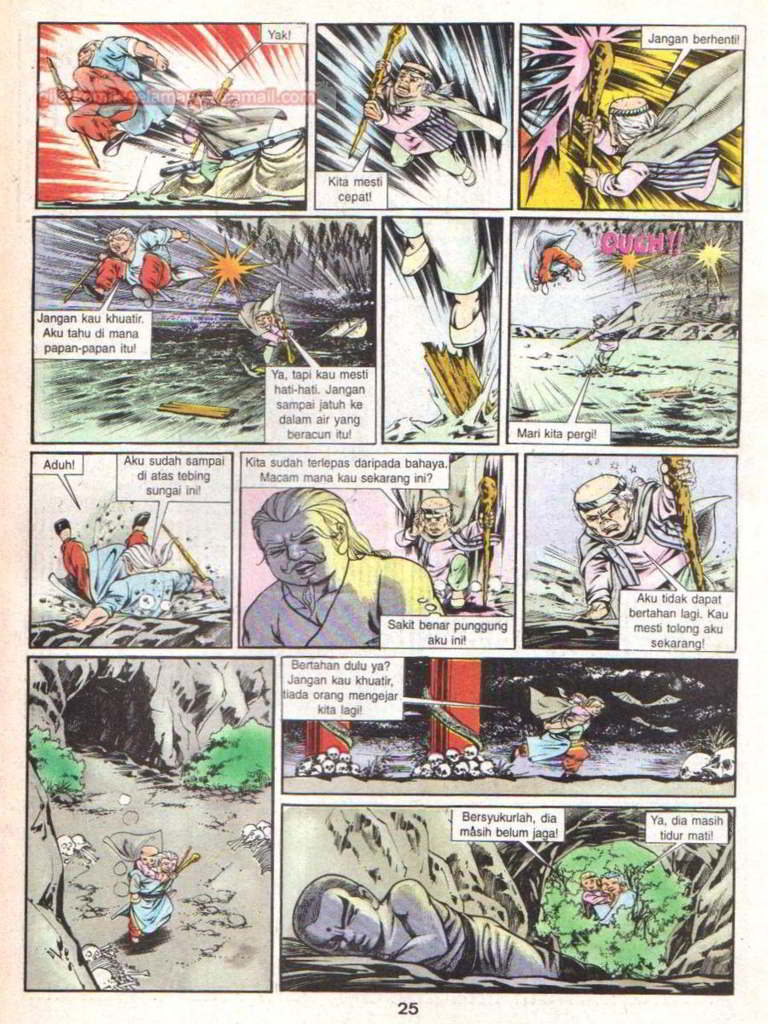 Yak!
Kita mesti
cepat!
Jangan berhenti!
Jangan kau khuatir.
Aku tahu di mana
papan-papan itu!
Ya, tapi kau mesti
hati-hati. Jangan
sampai jatuh ke
dalam air yang
beracun itu!
OUCH!!
Mari kita pergi!
Aduh!
Aku sudah sampai
di atas tebing
sungai ini!
Kita sudah terlepas daripada bahaya.
Macam mana kau sekarang ini?
Sakit benar punggung
aku ini!
Aku tidak dapat
bertahan lagi. Kau
mesti tolong aku
sekarang!
Bertahan dulu ya?
Jangan kau khuatir,
tiada orang mengejar
kita lagi!
Bersyukurlah, dia
masih belum jaga!
Ya, dia masih
tidur mati!
25